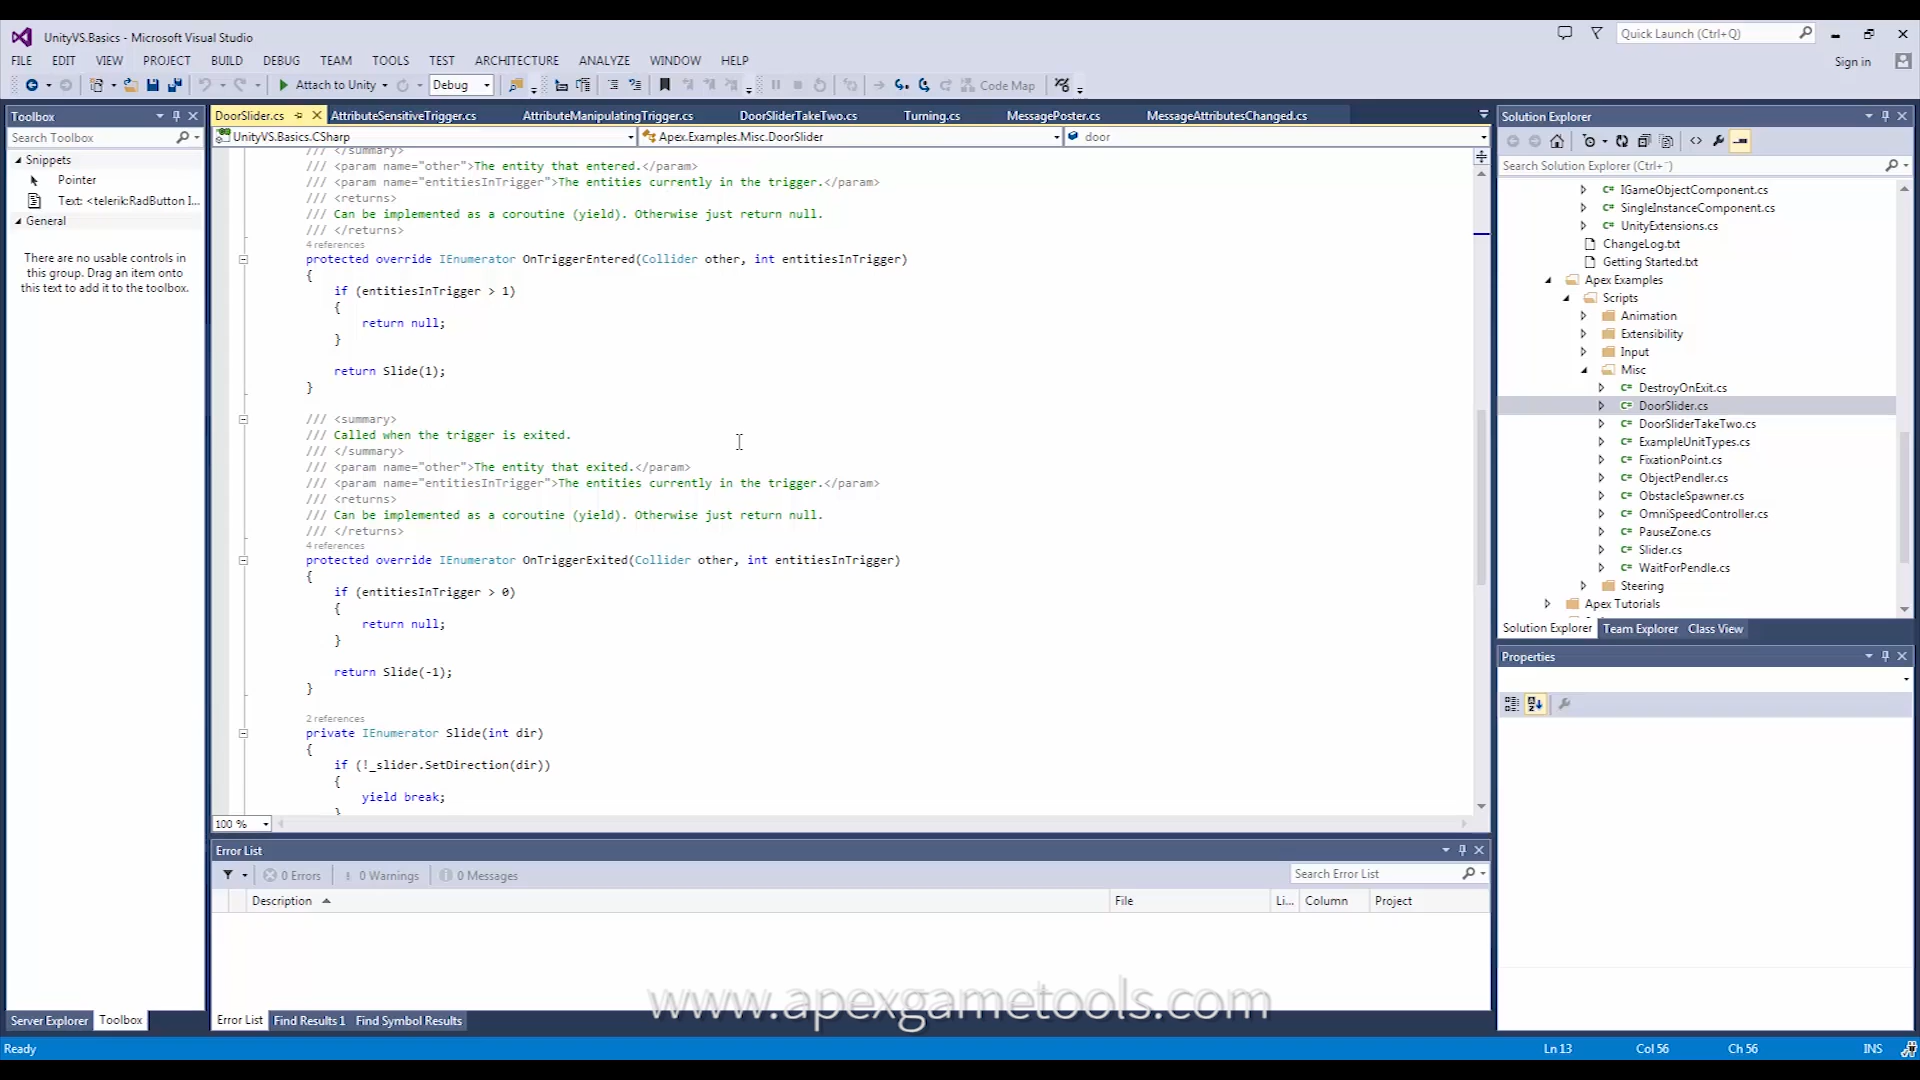 UnityVS.Basics - Microsoft Visual Studio
Quick Launch (Ctrl+Q)
FILE EDIT VIEW PROJECT BUILD DEBUG TEAM TOOLS TEST ARCHITECTURE ANALYZE WINDOW HELP
Sign in
Attach to Unity
Debug
Code Map
Toolbox
Search Toolbox
Snippets
Pointer
Text: <telerik:RadButton I...
General
There are no usable controls in
this group. Drag an item onto
this text to add it to the toolbox.
Server Explorer Toolbox
DoorSlider.cs AttributeSensitiveTrigger.cs AttributeManipulatingTrigger.cs DoorSliderTakeTwo.cs Turning.cs MessagePoster.cs MessageAttributesChanged.cs
UnityVS.Basics.CSharp Apex.Examples.Misc.DoorSlider door
/// </summary>
/// <param name="other">The entity that entered.</param>
/// <param name="entitiesInTrigger">The entities currently in the trigger.</param>
/// <returns>
/// Can be implemented as a coroutine (yield). Otherwise just return null.
/// </returns>
4 references
protected override IEnumerator OnTriggerEntered(Collider other, int entitiesInTrigger)
{
if (entitiesInTrigger > 1)
{
return null;
}
return Slide(1);
}
/// <summary>
/// Called when the trigger is exited.
/// </summary>
/// <param name="other">The entity that exited.</param>
/// <param name="entitiesInTrigger">The entities currently in the trigger.</param>
/// <returns>
/// Can be implemented as a coroutine (yield). Otherwise just return null.
/// </returns>
4 references
protected override IEnumerator OnTriggerExited(Collider other, int entitiesInTrigger)
{
if (entitiesInTrigger > 0)
{
return null;
}
return Slide(-1);
}
2 references
private IEnumerator Slide(int dir)
{
if (!_slider.SetDirection(dir))
{
yield break;
}
100 %
Error List
0 Errors 0 Warnings 0 Messages
Search Error List
Description File Li... Column Project
www.apexgametools.com
Error List Find Results 1 Find Symbol Results
Solution Explorer
Search Solution Explorer (Ctrl+¨)
IGameObjectComponent.cs
SingleInstanceComponent.cs
UnityExtensions.cs
ChangeLog.txt
Getting Started.txt
Apex Examples
Scripts
Animation
Extensibility
Input
Misc
DestroyOnExit.cs
DoorSlider.cs
DoorSliderTakeTwo.cs
ExampleUnitTypes.cs
FixationPoint.cs
ObjectPendler.cs
ObstacleSpawner.cs
OmniSpeedController.cs
PauseZone.cs
Slider.cs
WaitForPendle.cs
Steering
Apex Tutorials
Solution Explorer Team Explorer Class View
Properties
Ready
Ln 13 Col 56 Ch 56 INS